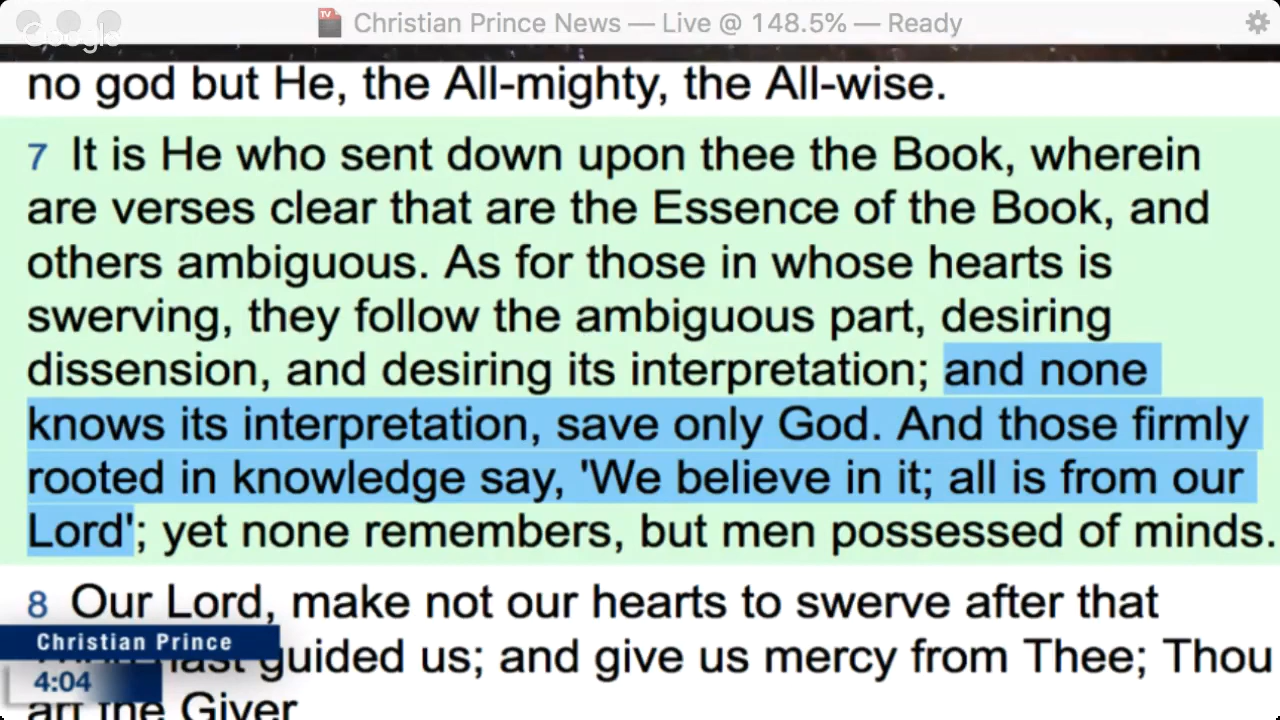 Christian Prince News — Live @ 148.5% — Ready
Google
no god but He, the All-mighty, the All-wise.
7 It is He who sent down upon thee the Book, wherein
are verses clear that are the Essence of the Book, and
others ambiguous. As for those in whose hearts is
swerving, they follow the ambiguous part, desiring
dissension, and desiring its interpretation; and none
knows its interpretation, save only God. And those firmly
rooted in knowledge say, 'We believe in it; all is from our
Lord'; yet none remembers, but men possessed of minds.
8 Our Lord, make not our hearts to swerve after that
Christian Prince
hast guided us; and give us mercy from Thee; Thou
4:04
art the Giver